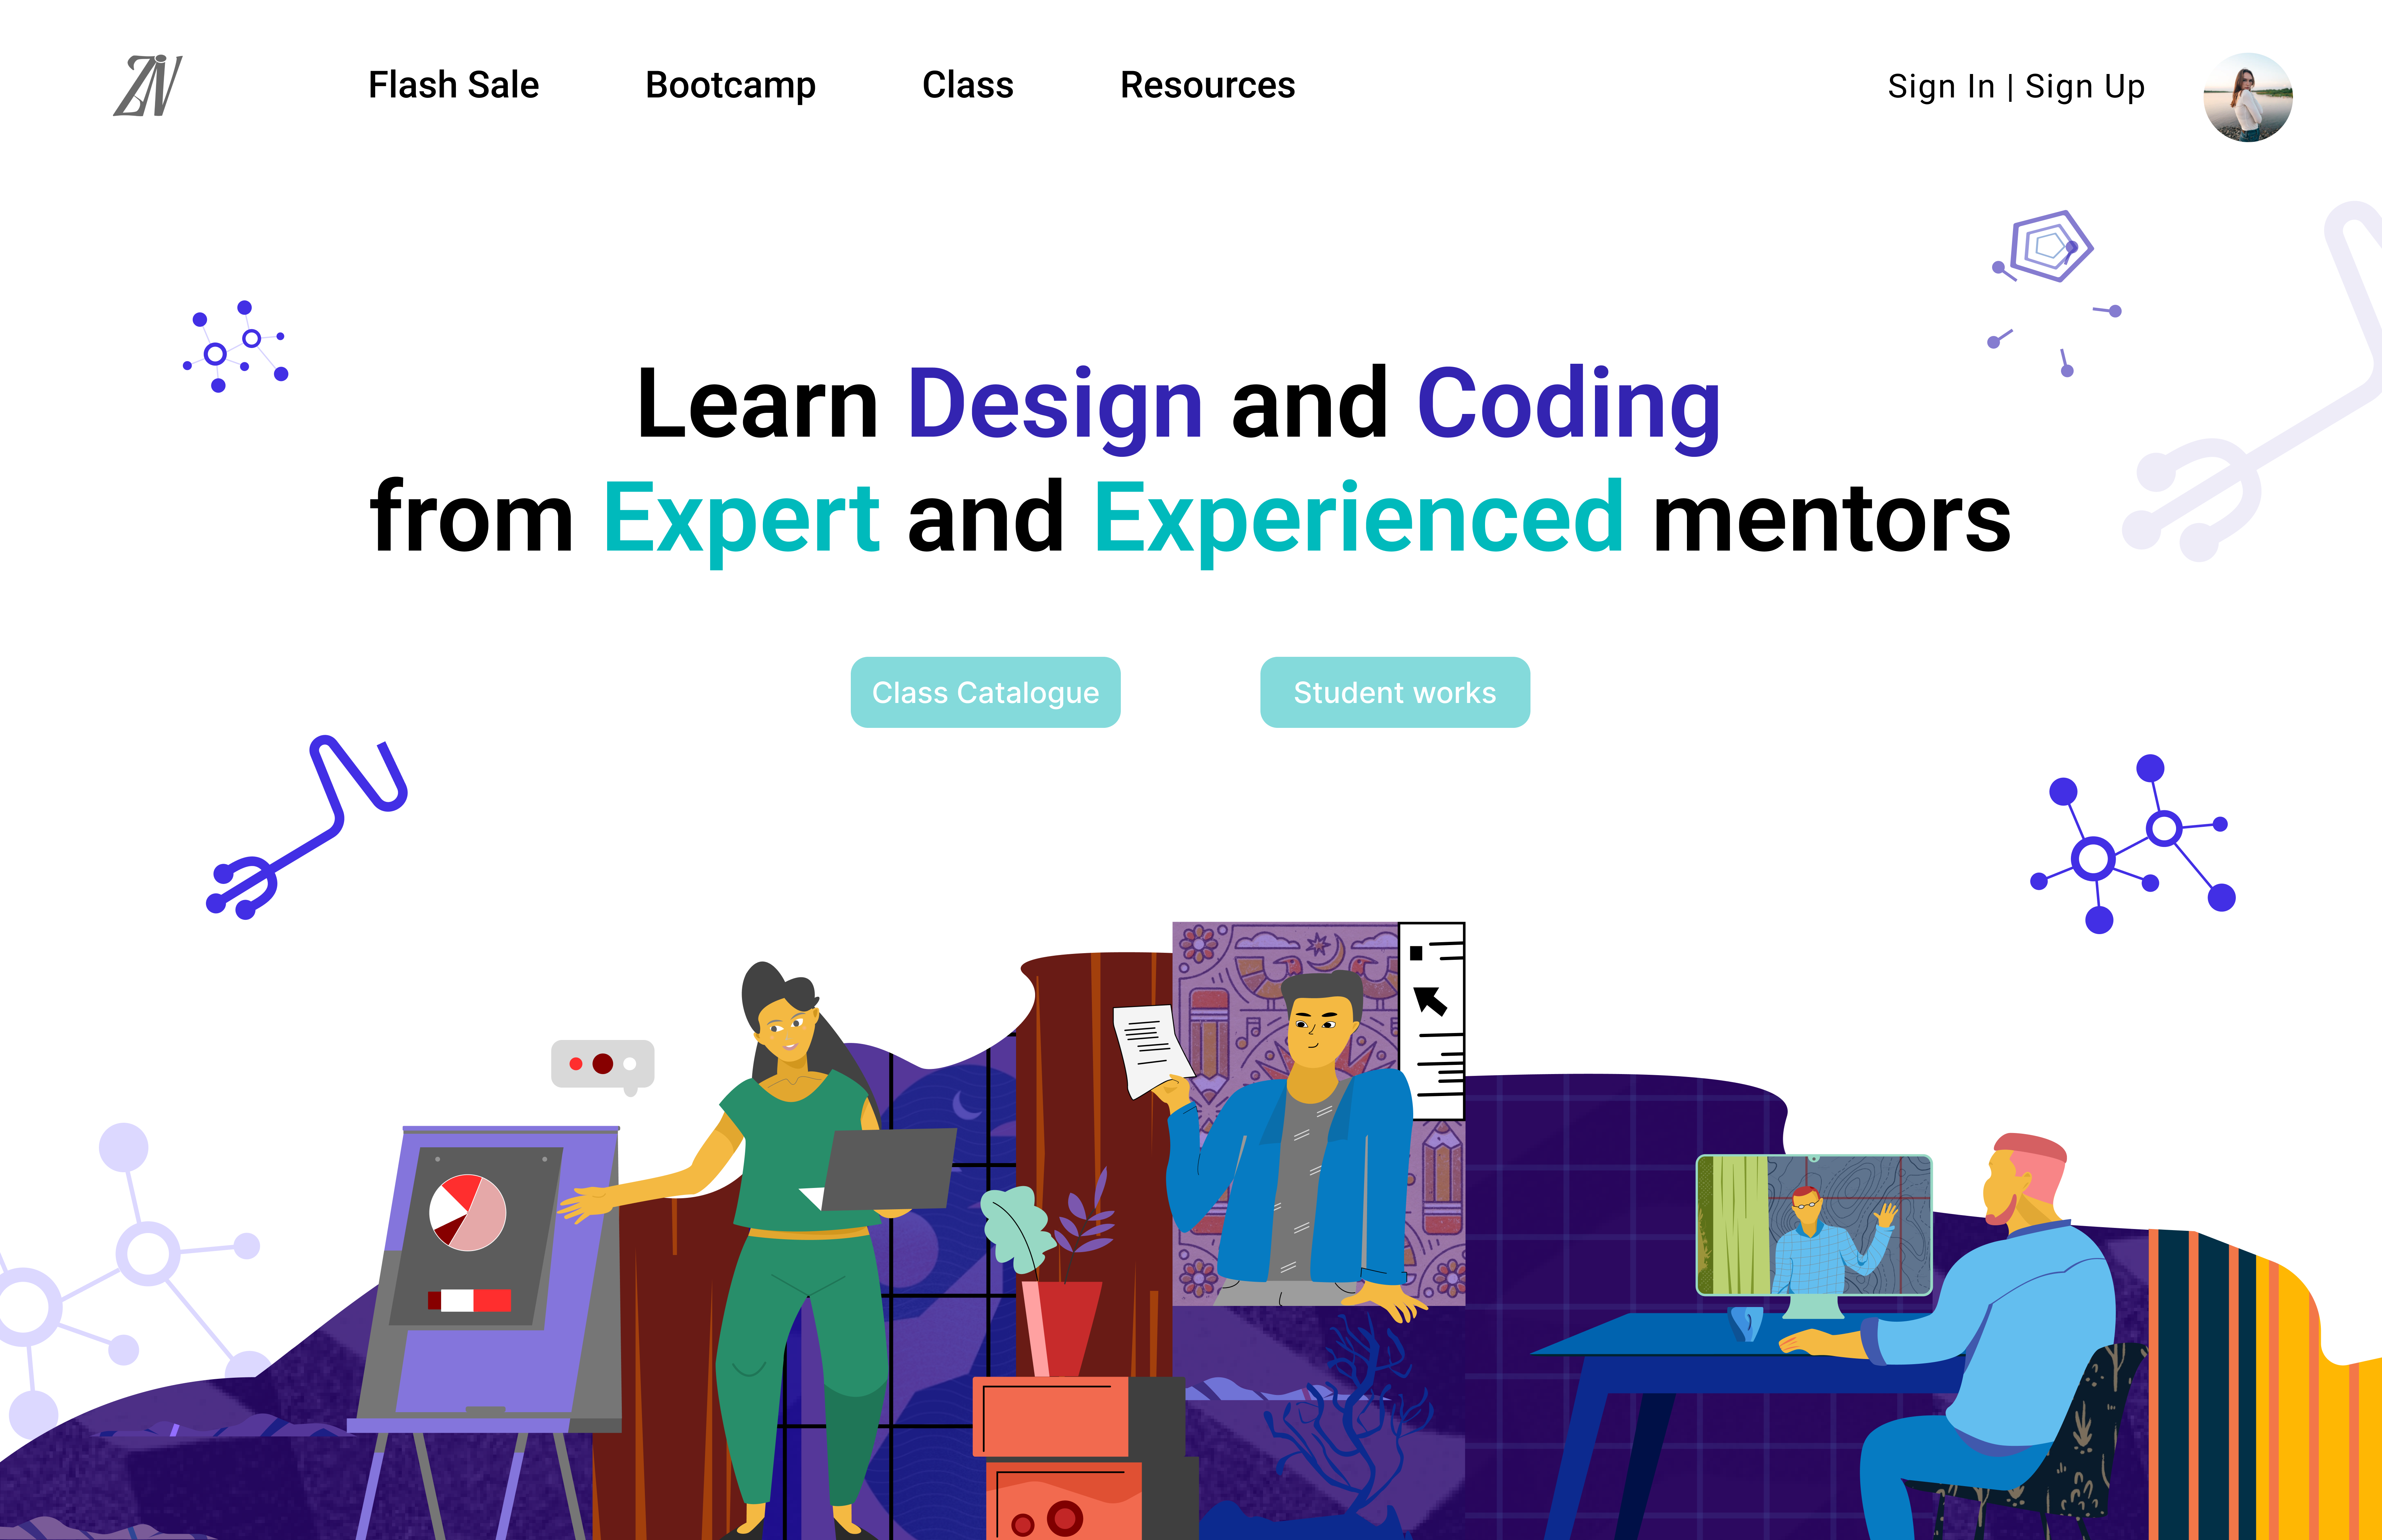 ZN
Flash Sale
Bootcamp
Class
Resources
Sign In | Sign Up
Learn Design and Coding
from Expert and Experienced mentors
Class Catalogue
Student works